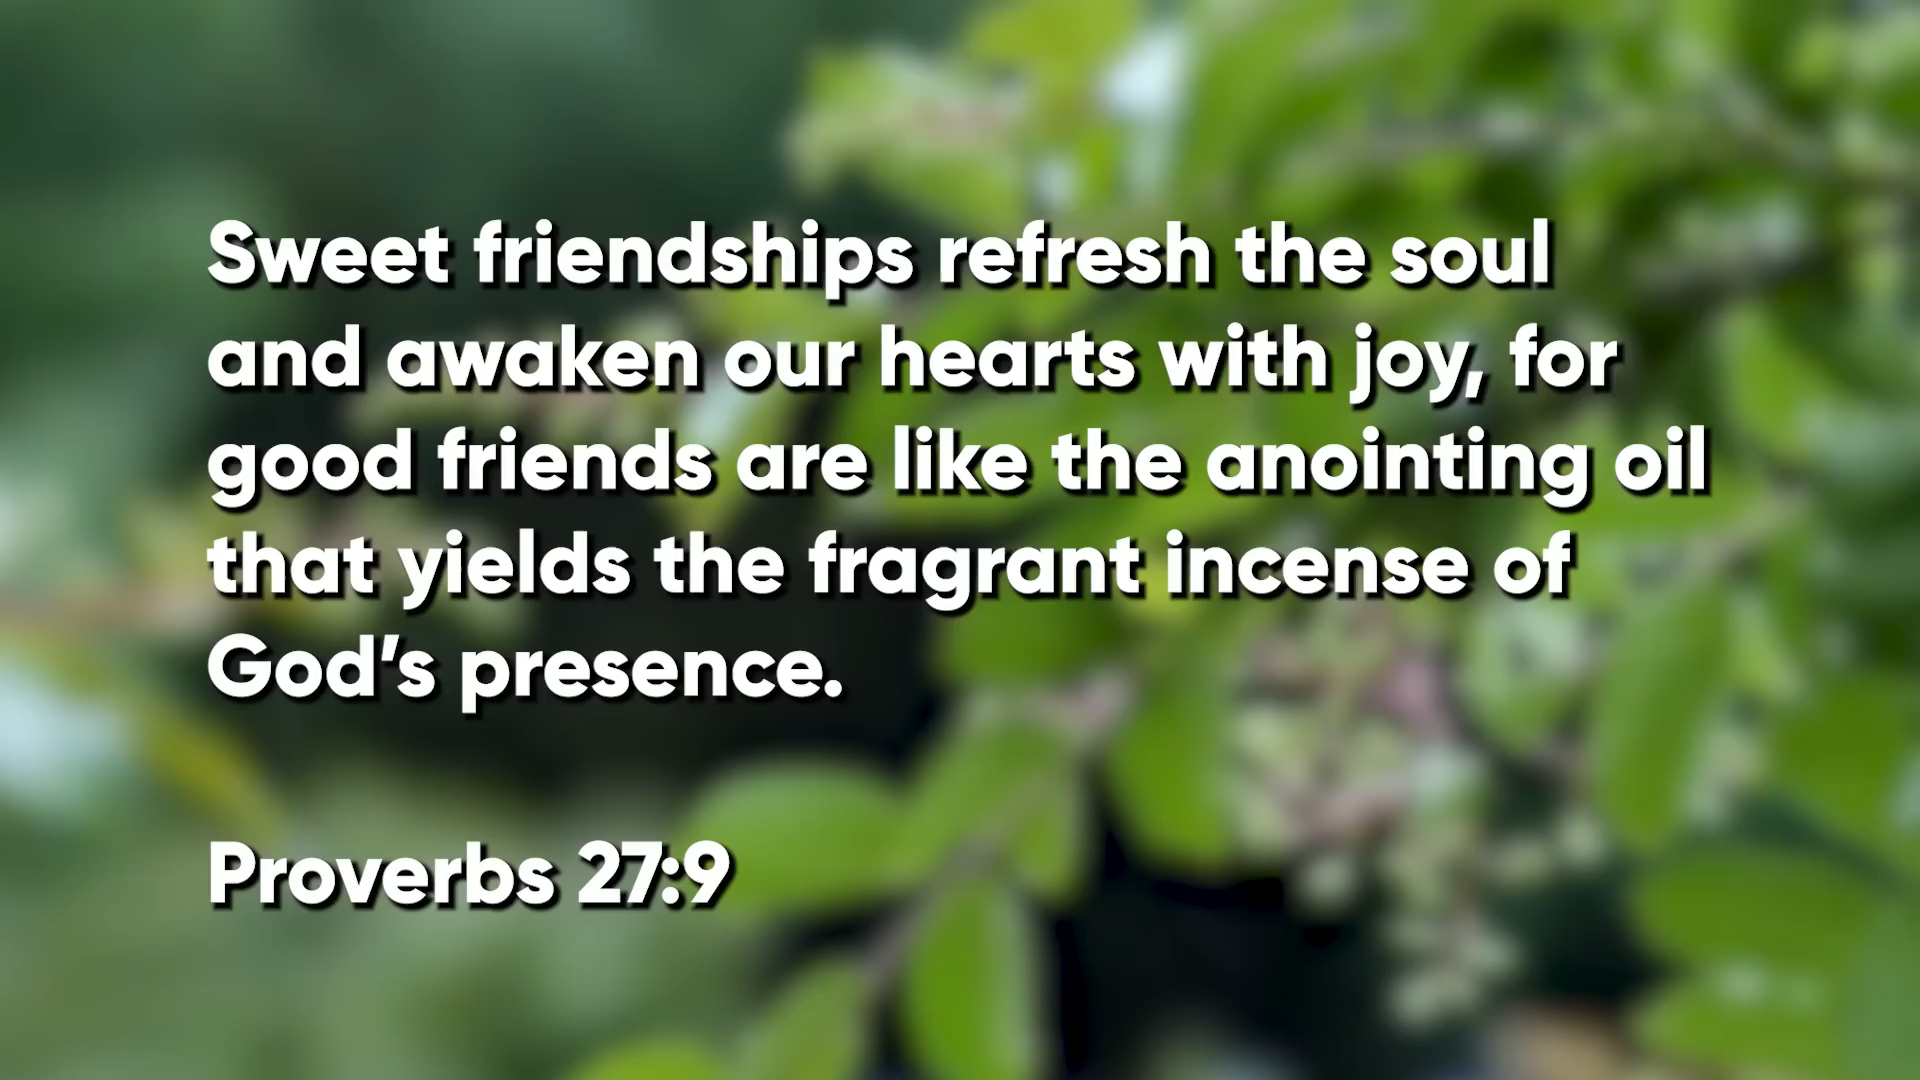 Sweet friendships refresh the soul
and awaken our hearts with joy, for
good friends are like the anointing oil
that yields the fragrant incense of
God’s presence.
Proverbs 27:9